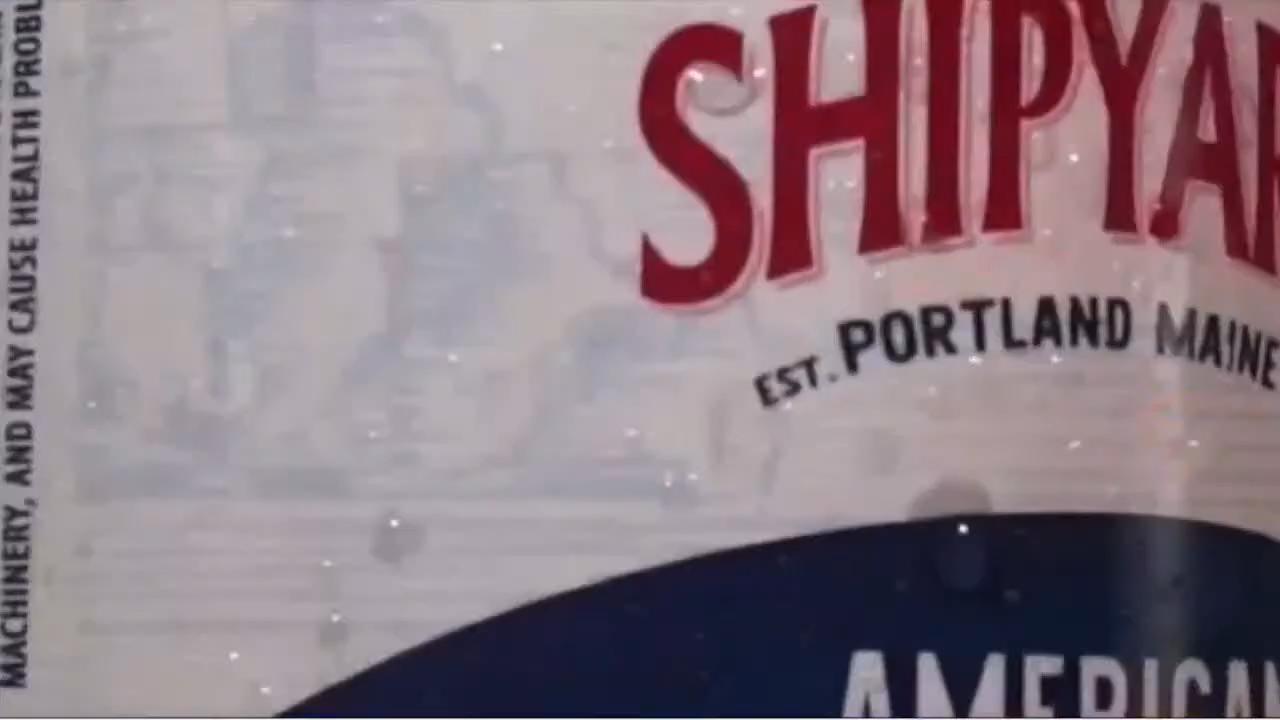 MACHINERY, AND MAY CAUSE HEALTH PROBL
SHIPYAR
EST. PORTLAND MAINE
AMERICAN